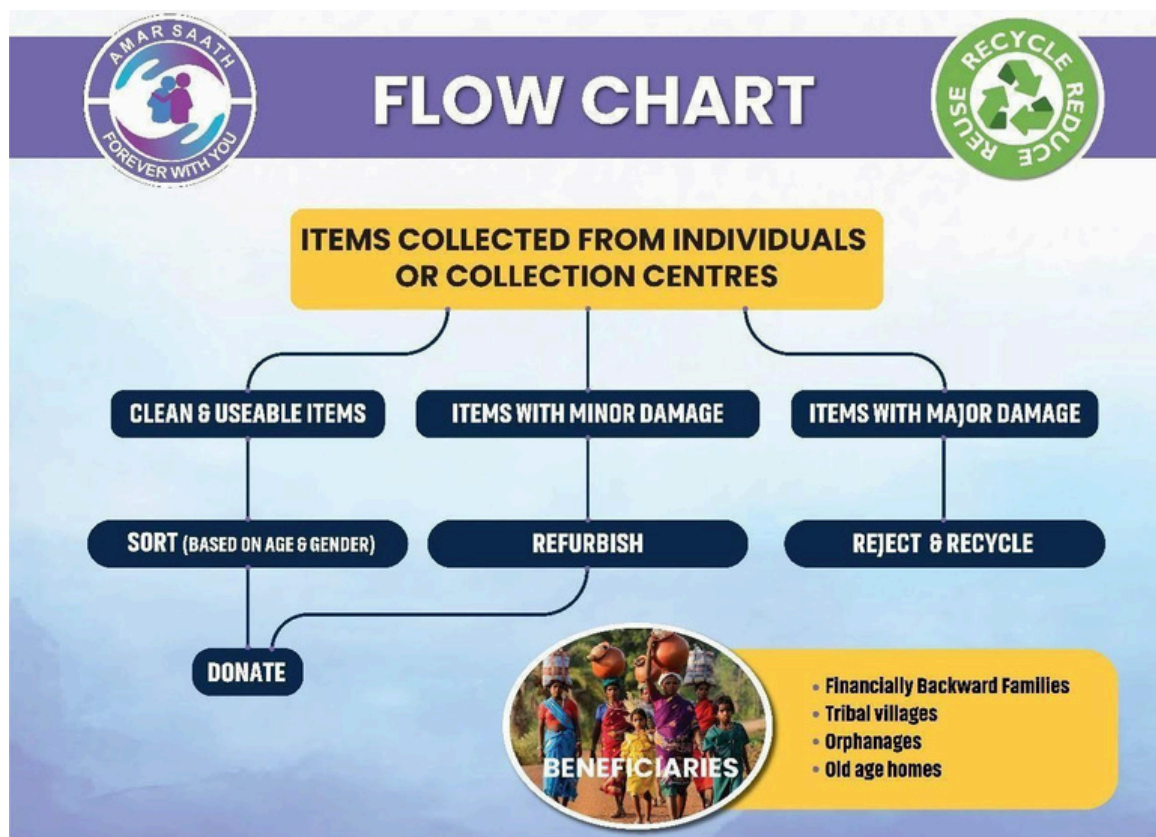 AMAR SAATH
FOREVER WITH YOU
FLOW CHART
RECYCLE REDUCE REUSE
ITEMS COLLECTED FROM INDIVIDUALS
OR COLLECTION CENTRES
CLEAN & USEABLE ITEMS
ITEMS WITH MINOR DAMAGE
ITEMS WITH MAJOR DAMAGE
SORT (BASED ON AGE & GENDER)
REFURBISH
REJECT & RECYCLE
DONATE
BENEFICIARIES
• Financially Backward Families
• Tribal villages
• Orphanages
• Old age homes